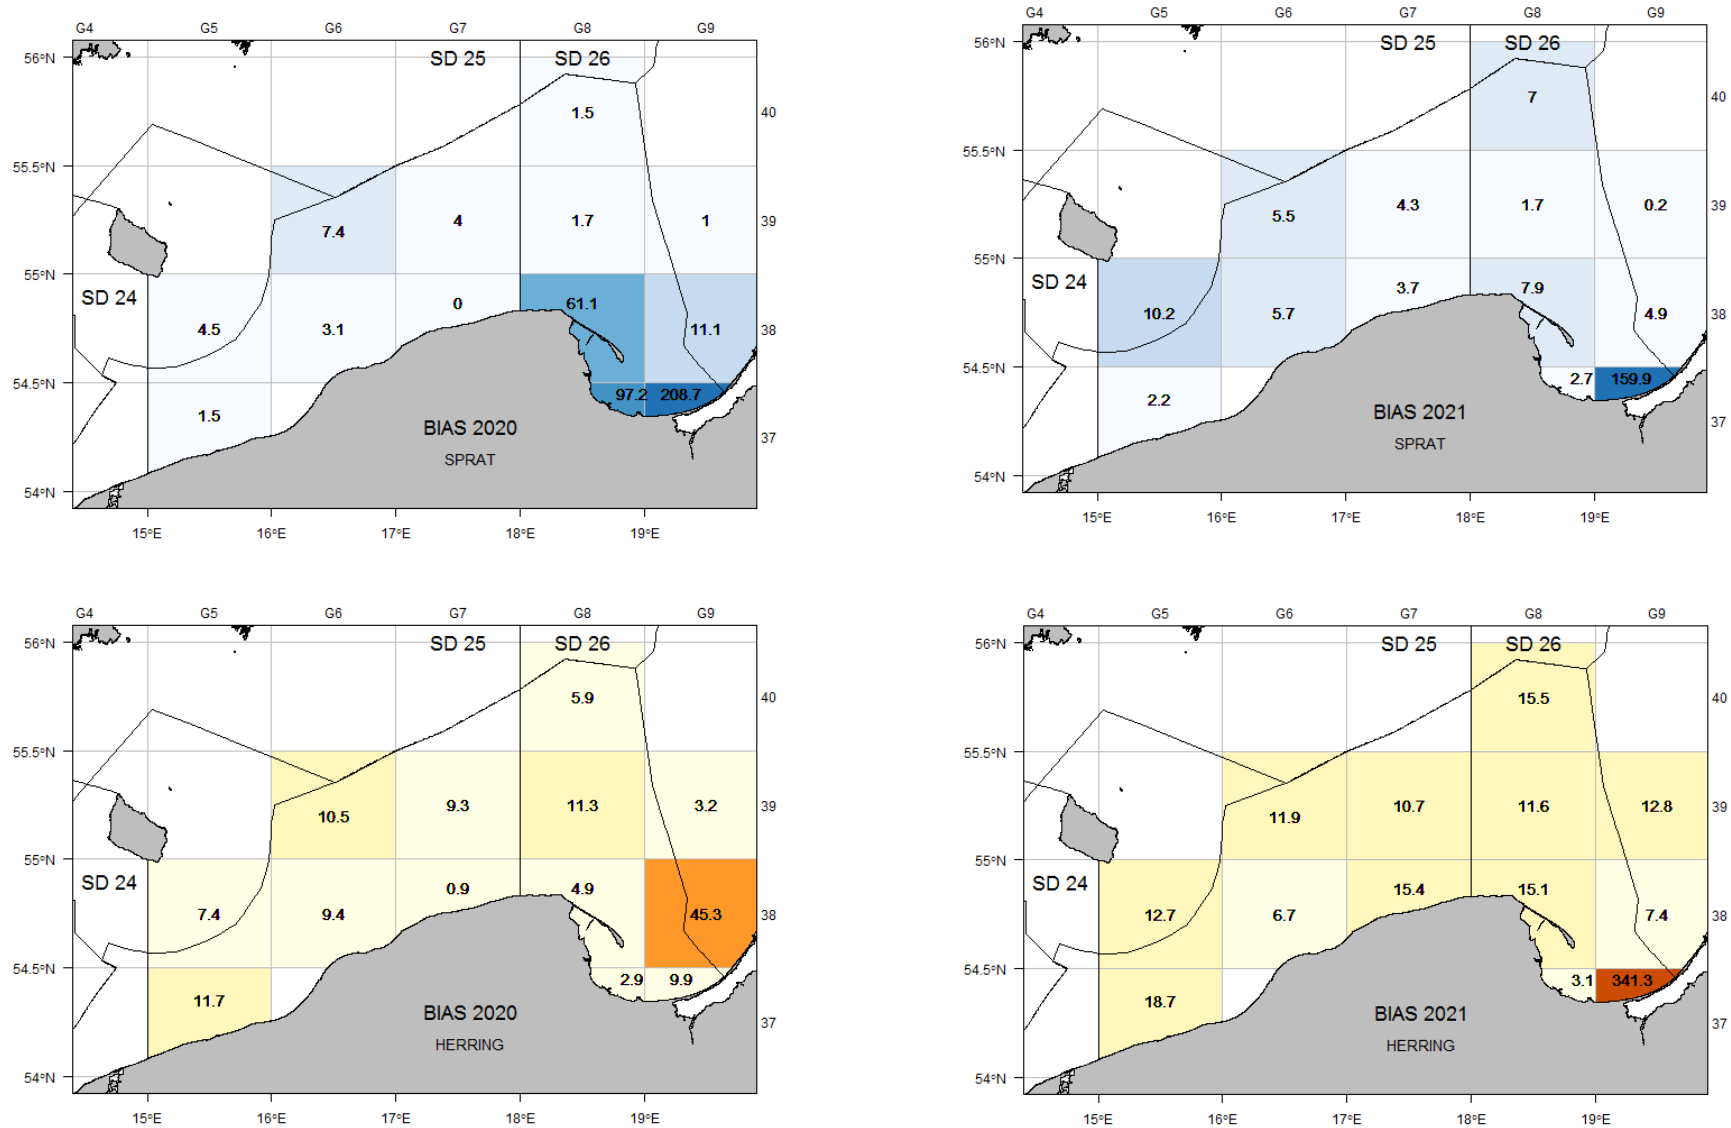 G4 G5 G6 G7 G8 G9
56°N SD 25 SD 26
1.5 40
55.5°N
7.4 4 1.7 1 39
55°N
SD 24 0 61.1
4.5 3.1 11.1 38
54.5°N
97.2 208.7
1.5
BIAS 2020 37
SPRAT
54°N
15°E 16°E 17°E 18°E 19°E
G4 G5 G6 G7 G8 G9
56°N SD 25 SD 26
7 40
55.5°N
5.5 4.3 1.7 0.2 39
55°N
SD 24 3.7 7.9
10.2 5.7 4.9 38
54.5°N
2.7 159.9
2.2
BIAS 2021 37
SPRAT
54°N
15°E 16°E 17°E 18°E 19°E
G4 G5 G6 G7 G8 G9
56°N SD 25 SD 26
5.9 40
55.5°N
10.5 9.3 11.3 3.2 39
55°N
SD 24 0.9 4.9
7.4 9.4 45.3 38
54.5°N
2.9 9.9
11.7
BIAS 2020 37
HERRING
54°N
15°E 16°E 17°E 18°E 19°E
G4 G5 G6 G7 G8 G9
56°N SD 25 SD 26
15.5 40
55.5°N
11.9 10.7 11.6 12.8 39
55°N
SD 24 15.4 15.1
12.7 6.7 7.4 38
54.5°N
3.1 341.3
18.7
BIAS 2021 37
HERRING
54°N
15°E 16°E 17°E 18°E 19°E